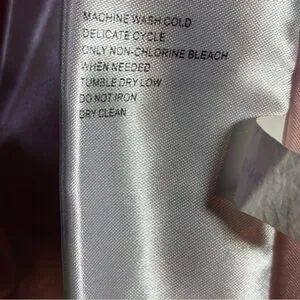 MACHINE WASH COLD
DELICATE CYCLE
ONLY NON-CHLORINE BLEACH
WHEN NEEDED
TUMBLE DRY LOW
DO NOT IRON
DRY CLEAN